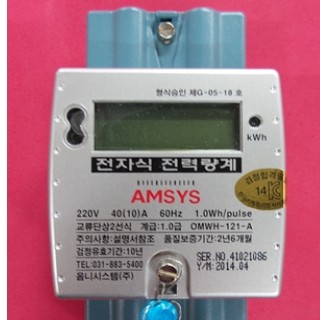 형식승인 제G-05-18 호
kWh
전자식 전력량계
AMSYS
14
220V 40(10)A 60Hz 1.0Wh/pulse
교류단상2선식 계급:1.0급 OMWH-121-A
주의사항:설명서참조 품질보증기간:2년6개월
검정유효기간:10년
SER.NO.41021086
TEL:031-883-5400
Y/M:2014.04
옴니시스템(주)